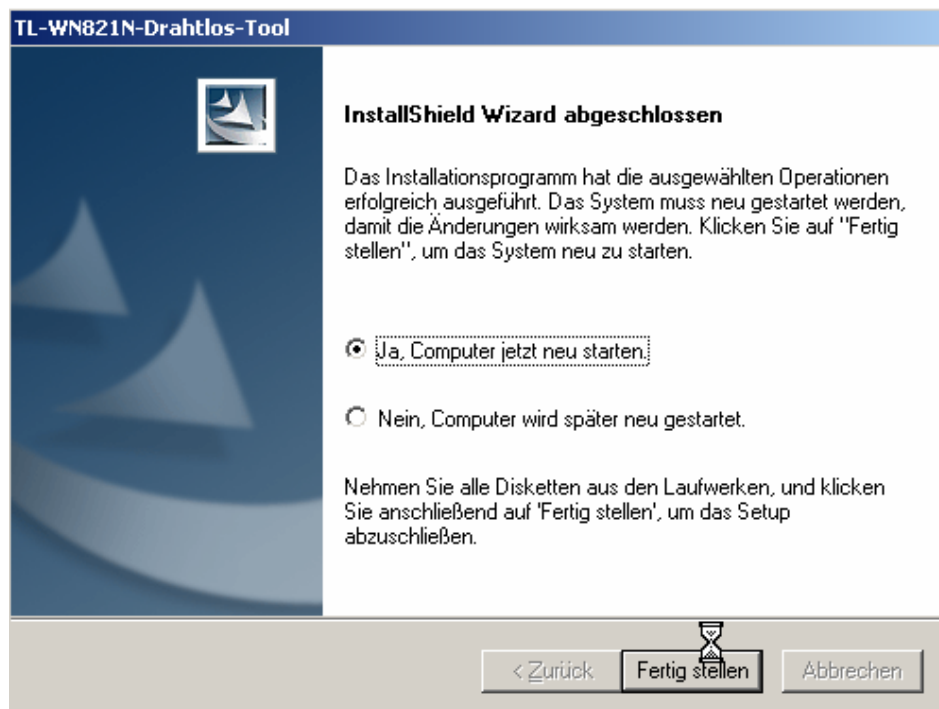 TL-WN821N-Drahtlos-Tool
InstallShield Wizard abgeschlossen
Das Installationsprogramm hat die ausgewählten Operationen
erfolgreich ausgeführt. Das System muss neu gestartet werden,
damit die Änderungen wirksam werden. Klicken Sie auf "Fertig
stellen", um das System neu zu starten.
Ja, Computer jetzt neu starten.
Nein, Computer wird später neu gestartet.
Nehmen Sie alle Disketten aus den Laufwerken, und klicken
Sie anschließend auf 'Fertig stellen', um das Setup
abzuschließen.
< Zurück Fertig stellen Abbrechen